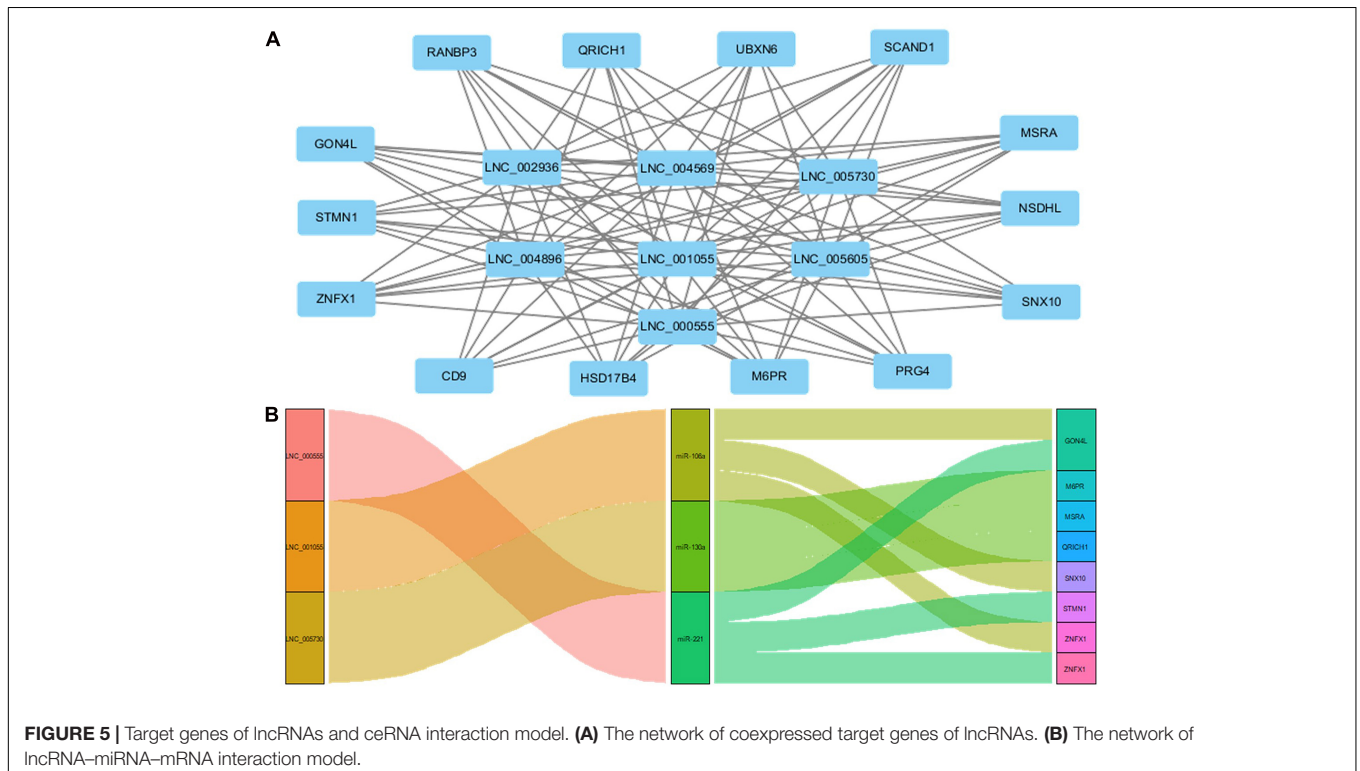 A
RANBP3
QRICH1
UBXN6
SCAND1
GON4L
MSRA
LNC_002936
LNC_004569
LNC_005730
STMN1
NSDHL
LNC_004896
LNC_001055
LNC_005605
ZNFX1
SNX10
LNC_000555
CD9
HSD17B4
M6PR
PRG4
B
LNC_000555
LNC_001055
LNC_005730
miR-106a
miR-130a
miR-221
GON4L
M6PR
MSRA
QRICH1
SNX10
STMN1
ZNFX1
ZNFX1
FIGURE 5 | Target genes of lncRNAs and ceRNA interaction model. (A) The network of coexpressed target genes of lncRNAs. (B) The network of
lncRNA–miRNA–mRNA interaction model.